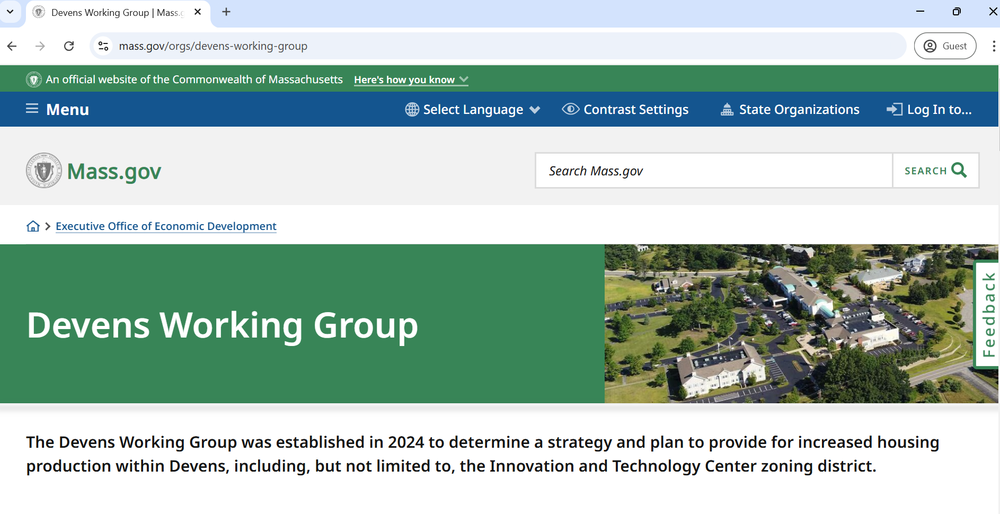 Devens Working Group | Mass.g
mass.gov/orgs/devens-working-group
Guest
An official website of the Commonwealth of Massachusetts Here's how you know
Menu Select Language Contrast Settings State Organizations Log In to...
Mass.gov
Search Mass.gov
SEARCH
Executive Office of Economic Development
Devens Working Group
Feedback
The Devens Working Group was established in 2024 to determine a strategy and plan to provide for increased housing
production within Devens, including, but not limited to, the Innovation and Technology Center zoning district.